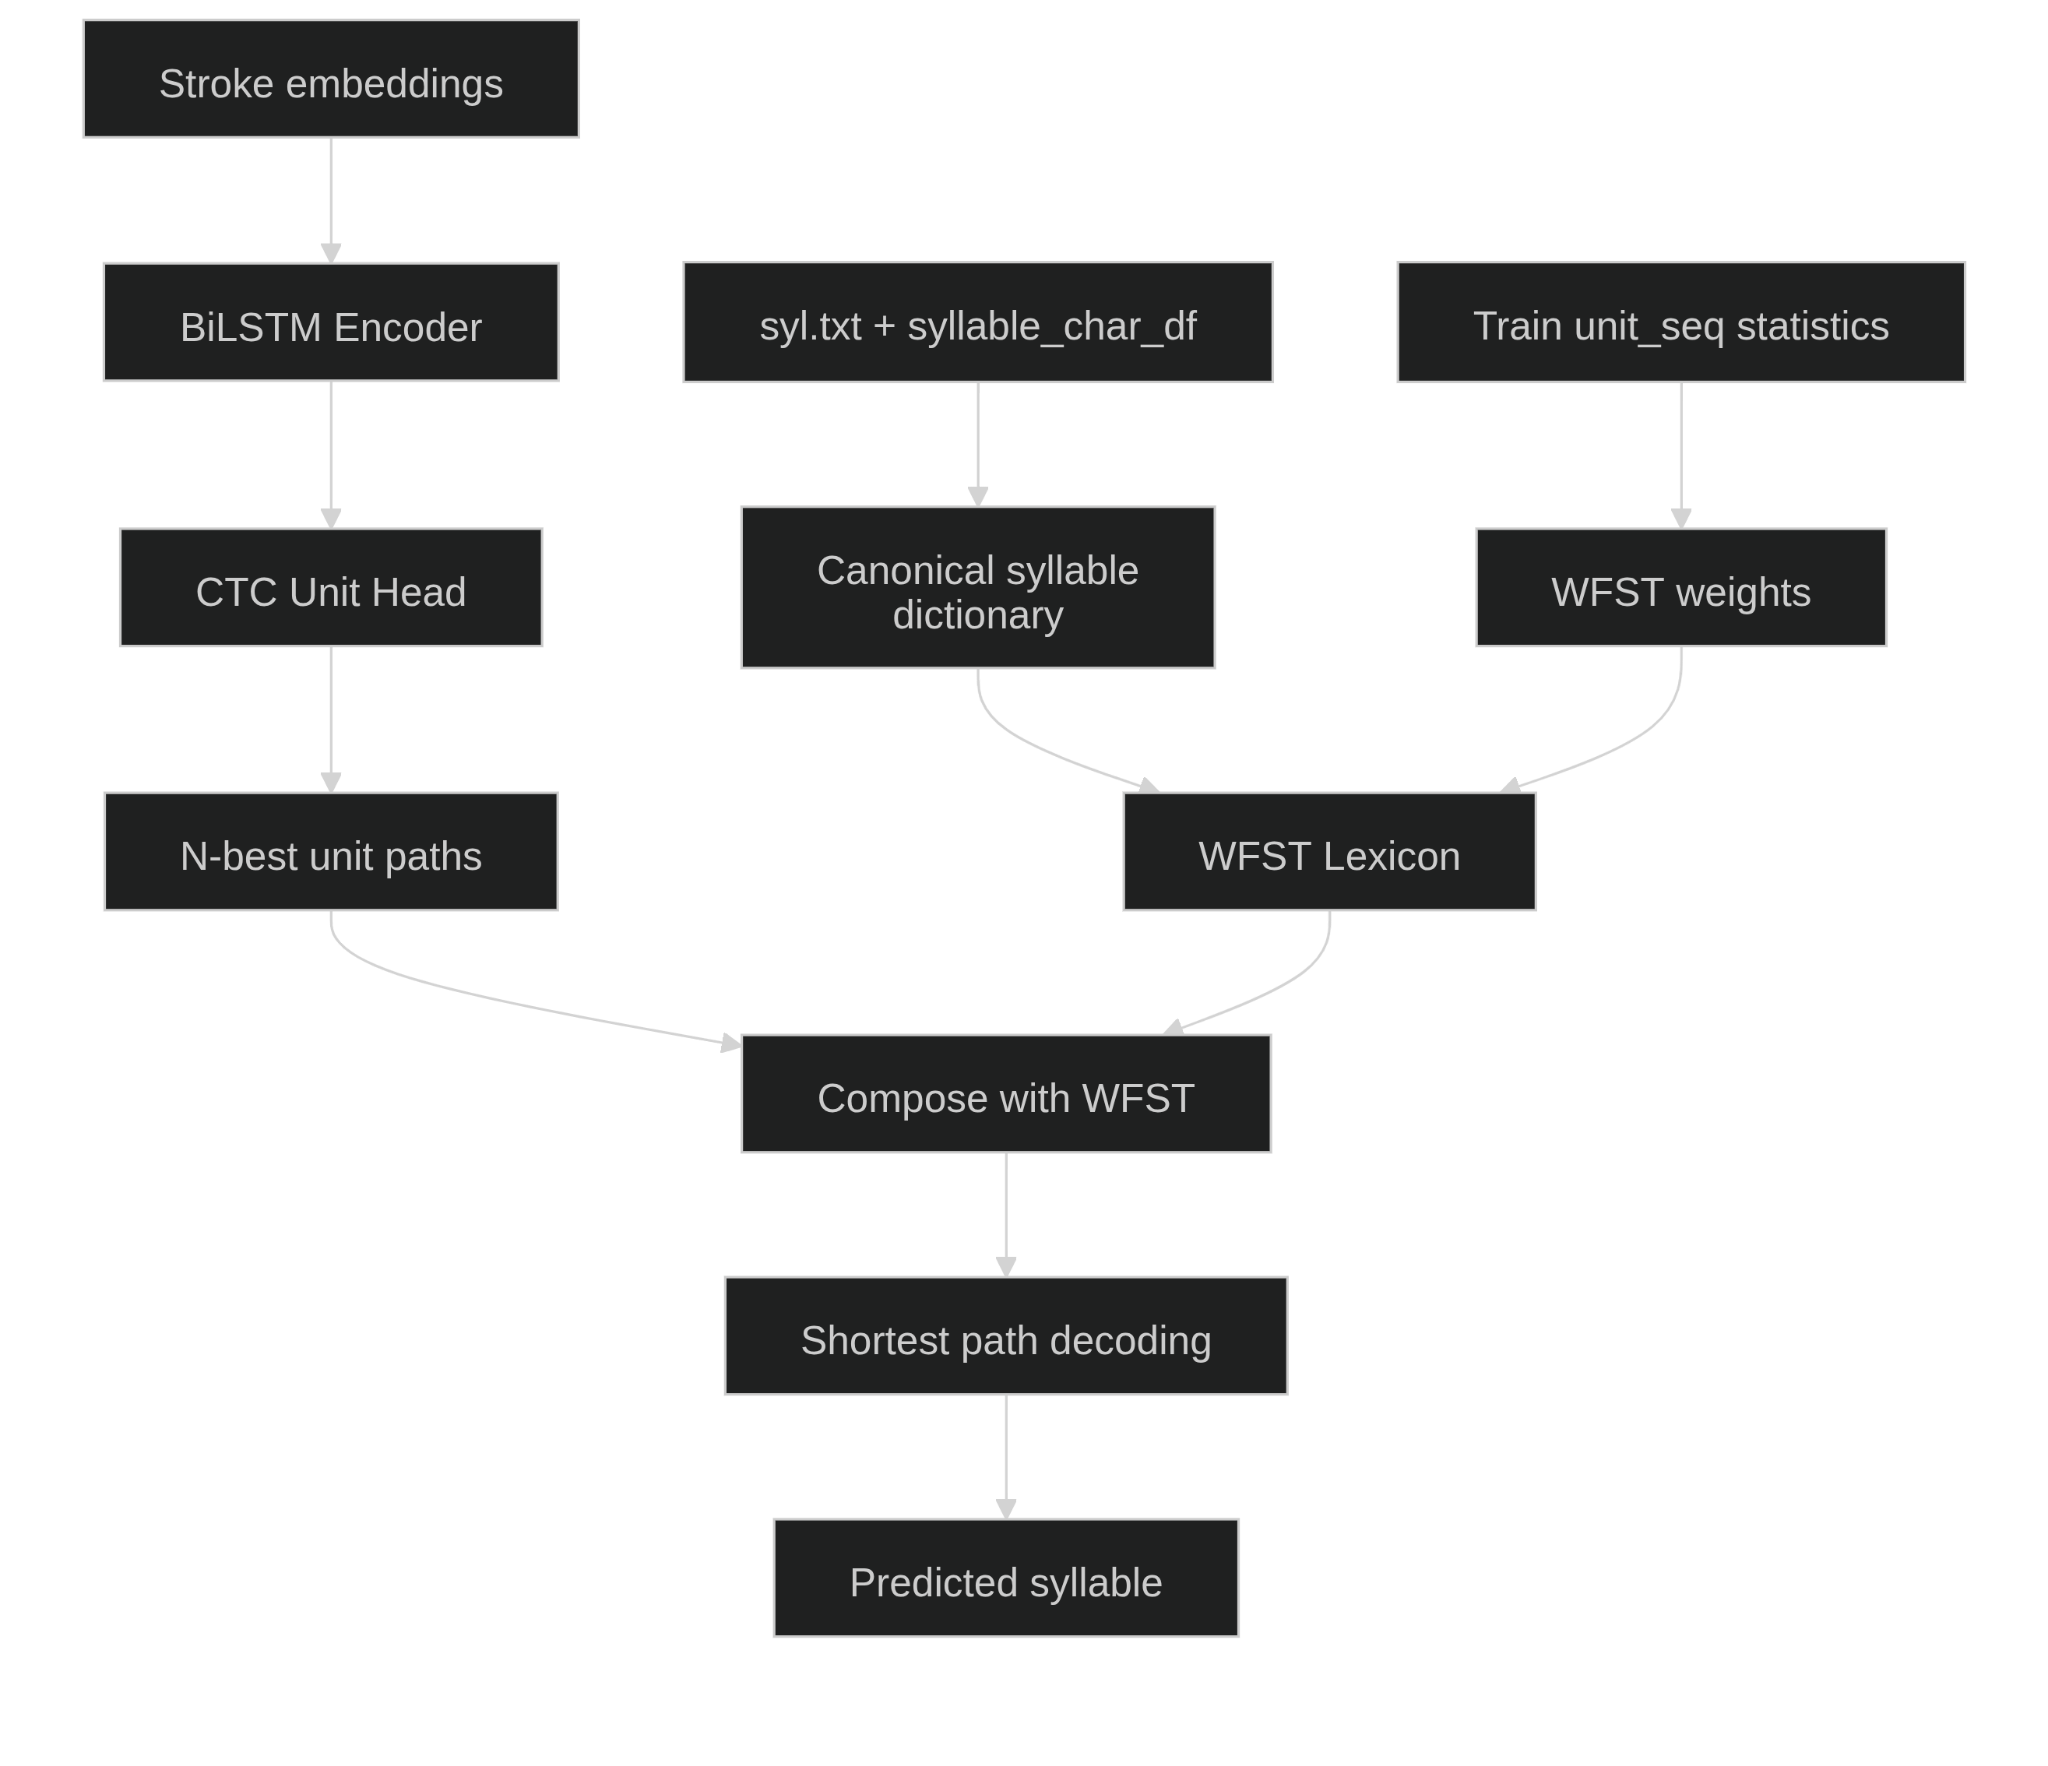 Stroke embeddings
BiLSTM Encoder
syl.txt + syllable_char_df
Train unit_seq statistics
CTC Unit Head
Canonical syllable
dictionary
WFST weights
N-best unit paths
WFST Lexicon
Compose with WFST
Shortest path decoding
Predicted syllable